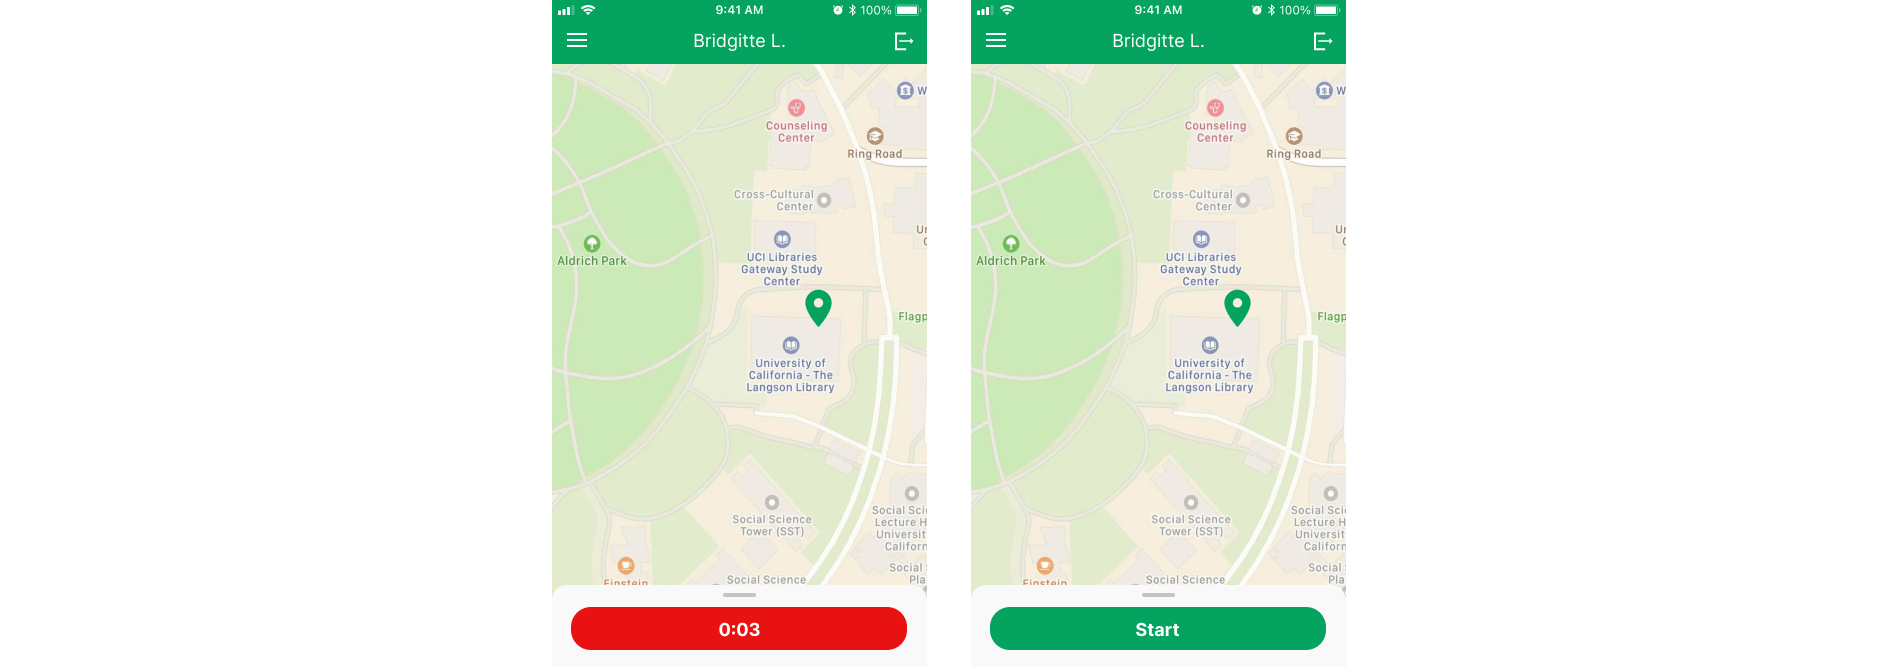 9:41 AM
100%
Bridgitte L.
W
Counseling
Center
Ring Road
Cross-Cultural
Center
Un
C
UCI Libraries
Gateway Study
Center
Aldrich Park
Flagp
University of
California - The
Langson Library
Social Science
Tower (SST)
Social Sci
Lecture H
Universit
Californ
Social
Pla
Einstein
Social Science
0:03
9:41 AM
100%
Bridgitte L.
W
Counseling
Center
Ring Road
Cross-Cultural
Center
Un
C
UCI Libraries
Gateway Study
Center
Aldrich Park
Flagp
University of
California - The
Langson Library
Social Science
Tower (SST)
Social Sci
Lecture H
Universit
Californ
Social
Pla
Einstein
Social Science
Start